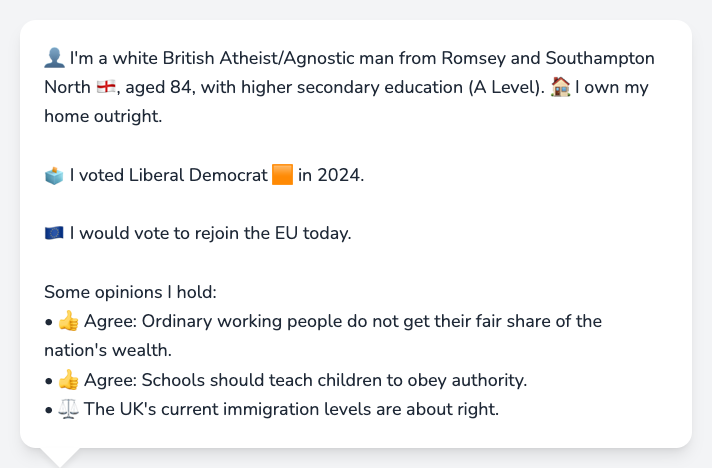 👤 I'm a white British Atheist/Agnostic man from Romsey and Southampton
North 🏴󠁧󠁢󠁥󠁮󠁧󠁿, aged 84, with higher secondary education (A Level). 🏠 I own my
home outright.
🗳️ I voted Liberal Democrat 🟧 in 2024.
🇪🇺 I would vote to rejoin the EU today.
Some opinions I hold:
• 👍 Agree: Ordinary working people do not get their fair share of the
nation's wealth.
• 👍 Agree: Schools should teach children to obey authority.
• ⚖️ The UK's current immigration levels are about right.